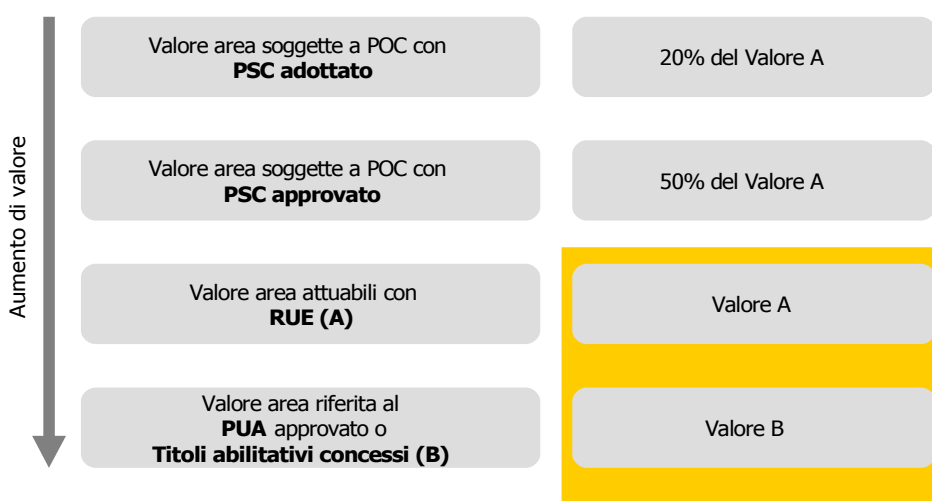 Aumento di valore
Valore area soggette a POC con
PSC adottato
20% del Valore A
Valore area soggette a POC con
PSC approvato
50% del Valore A
Valore area attuabili con
RUE (A)
Valore A
Valore area riferita al
PUA approvato o
Titoli abilitativi concessi (B)
Valore B